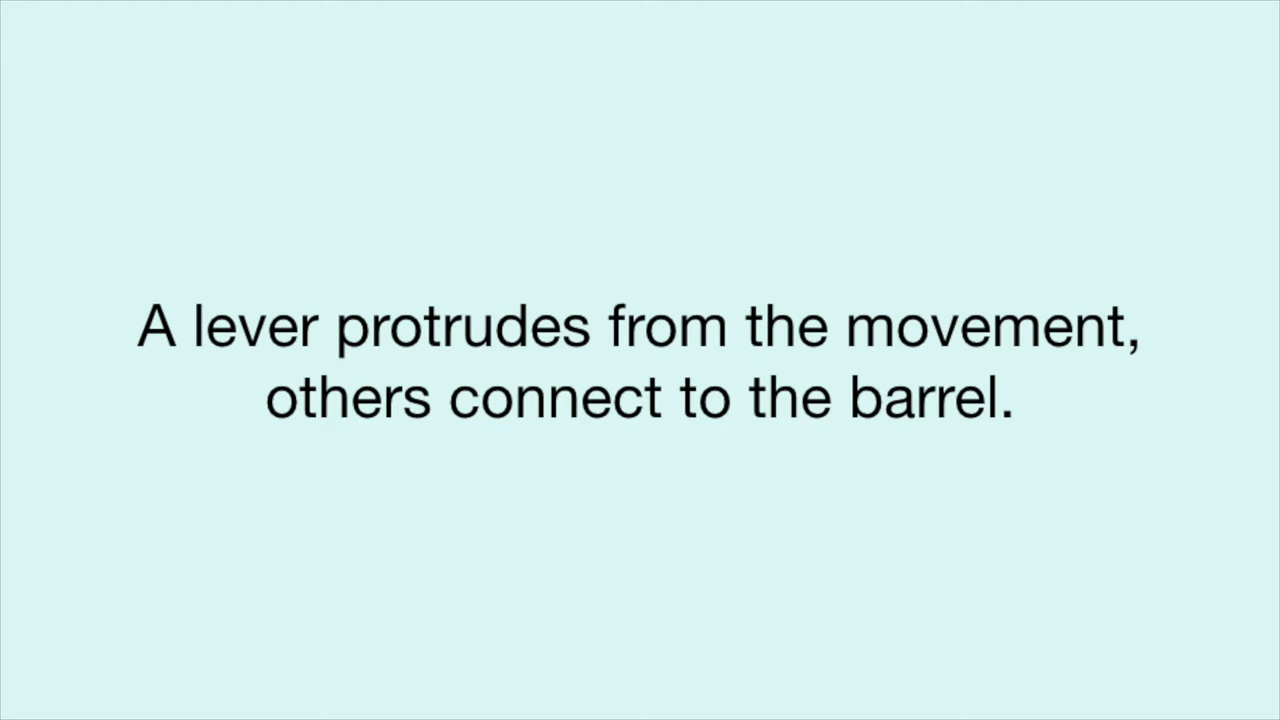 A lever protrudes from the movement,
others connect to the barrel.